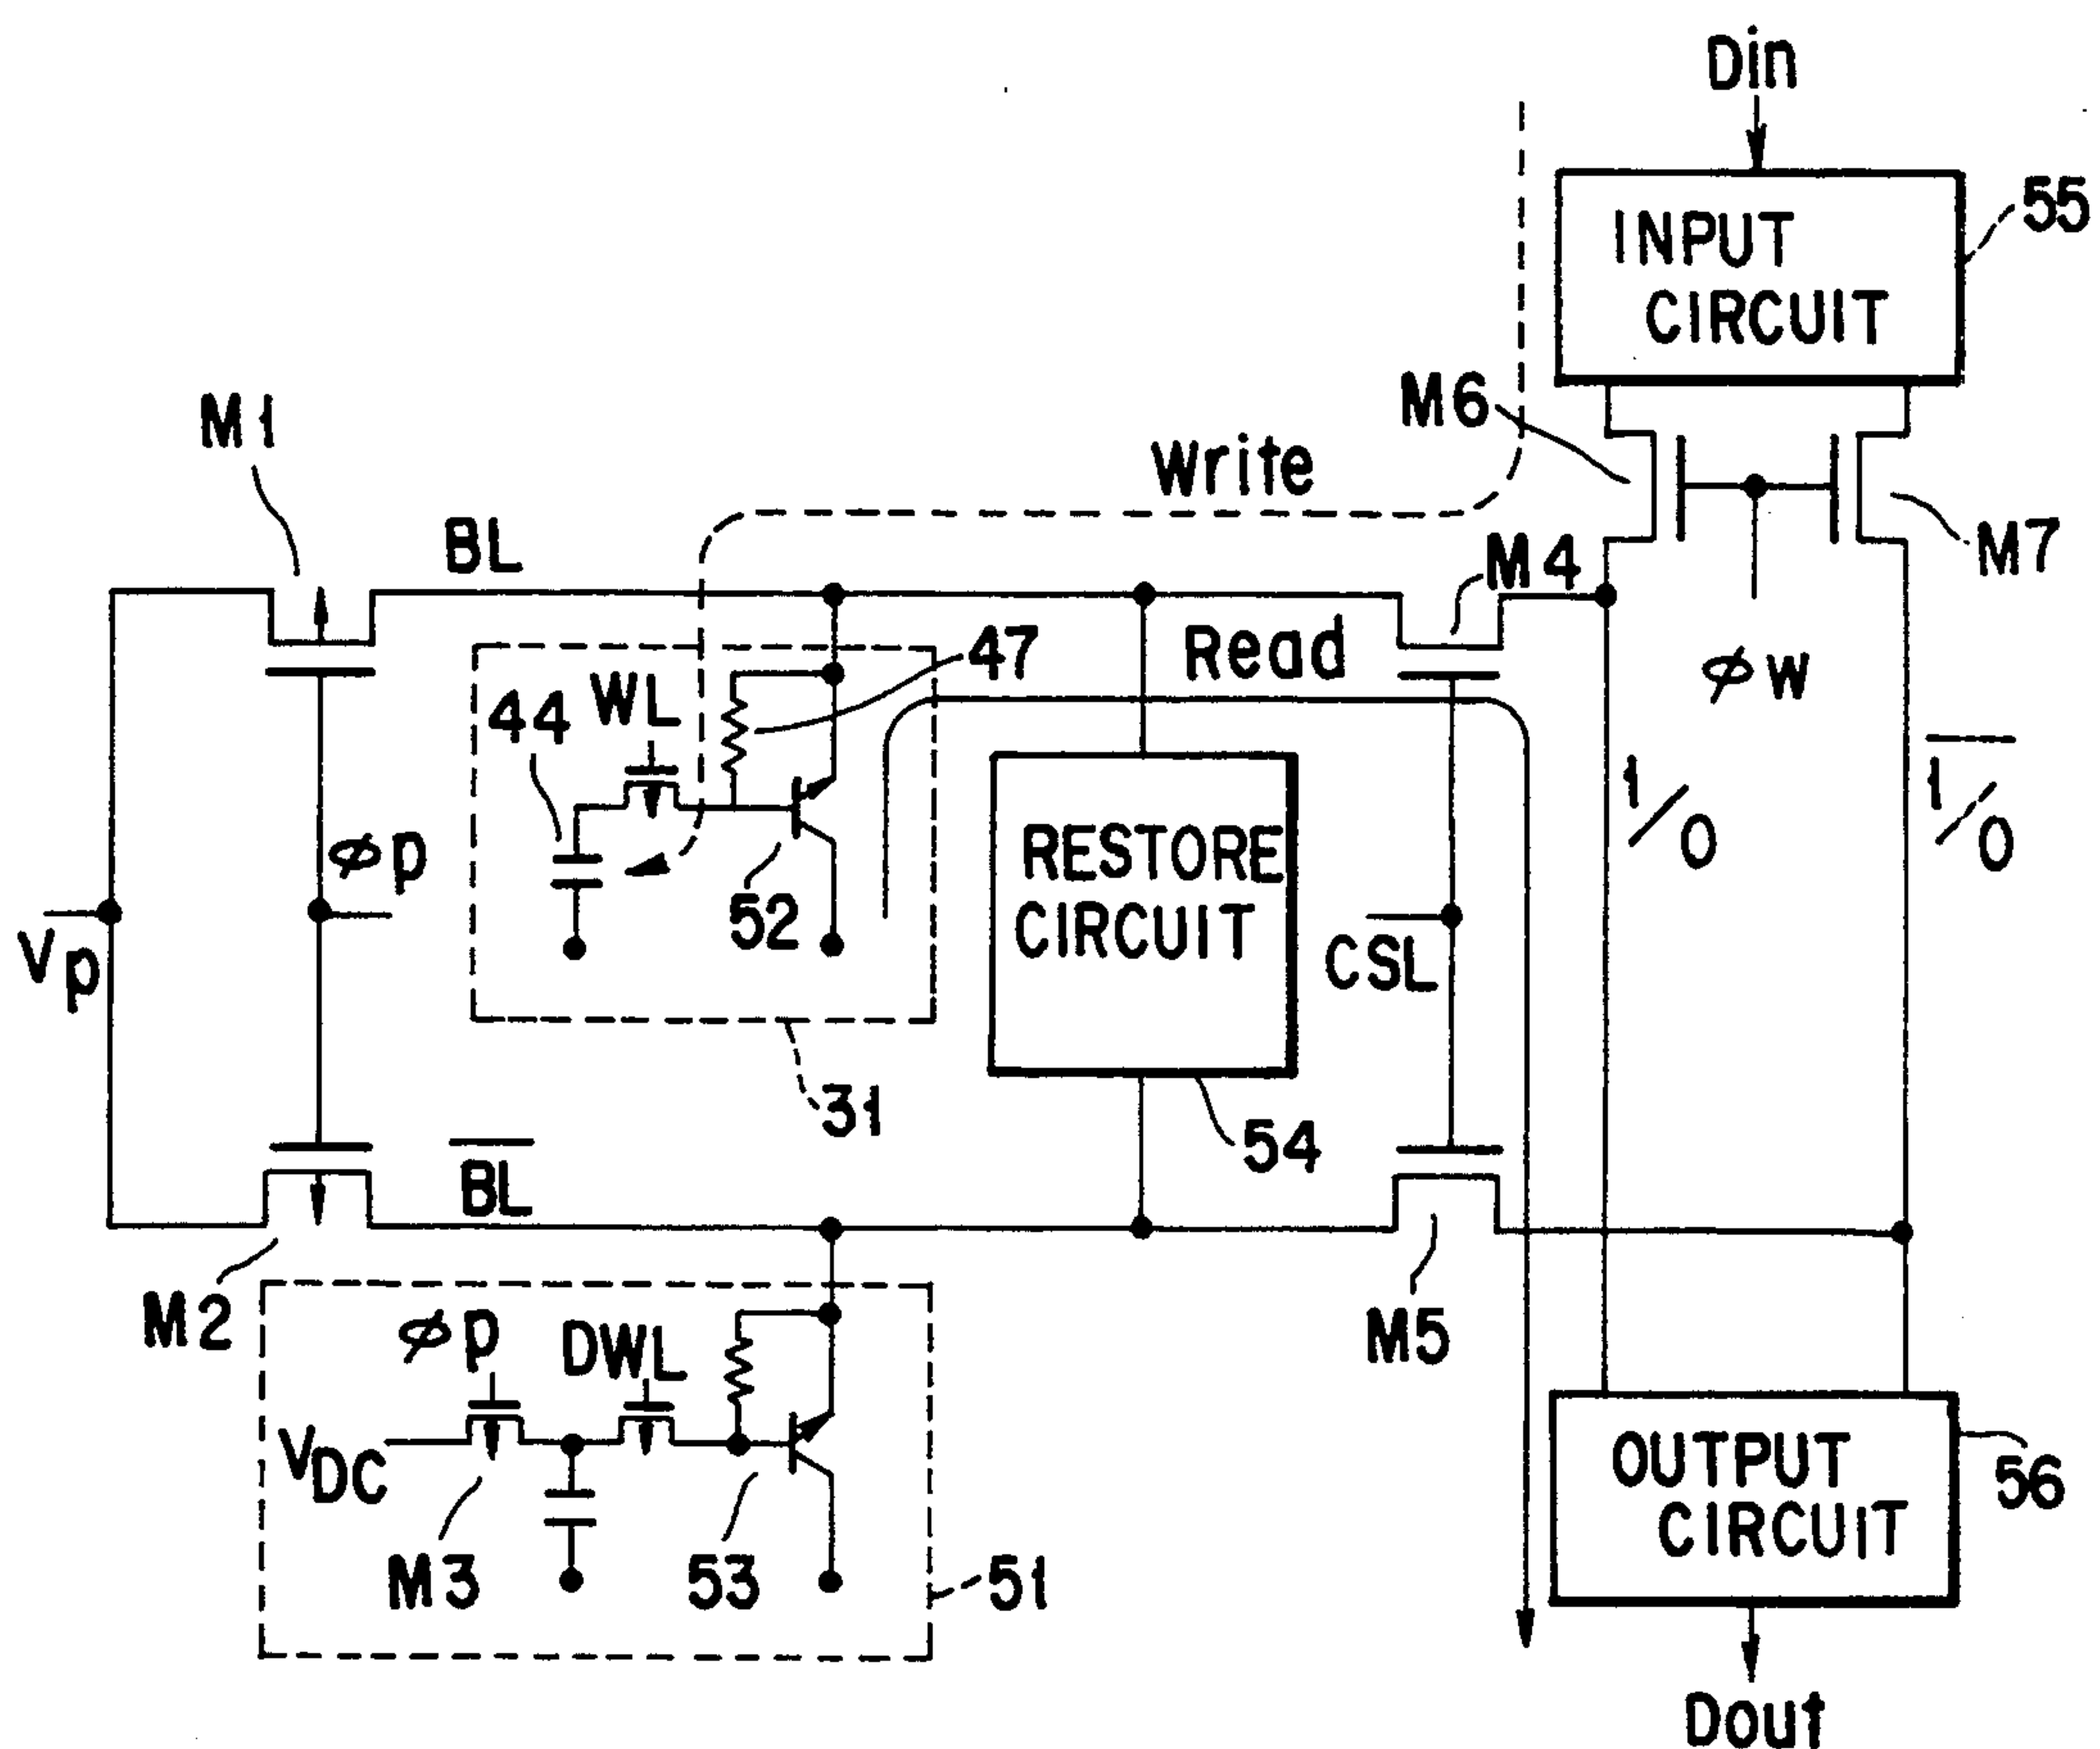 Din
INPUT
CIRCUIT
55
M6
M1
Write
M7
BL
M4
Read
47
WL
44
φW
I/O
I/O
φp
RESTORE
CIRCUIT
52
Vp
CSL
31
54
BL
M2
M5
φp
DWL
VDC
OUTPUT
CIRCUIT
56
M3
53
51
Dout